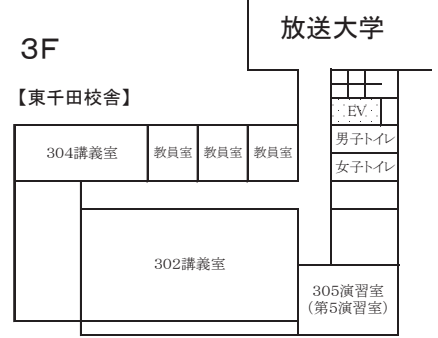 放送大学
3F
【東千田校舎】
EV.
男子トイレ
304講義室
教員室
教員室
教員室
女子トイレ
302講義室
305演習室
(第5演習室)